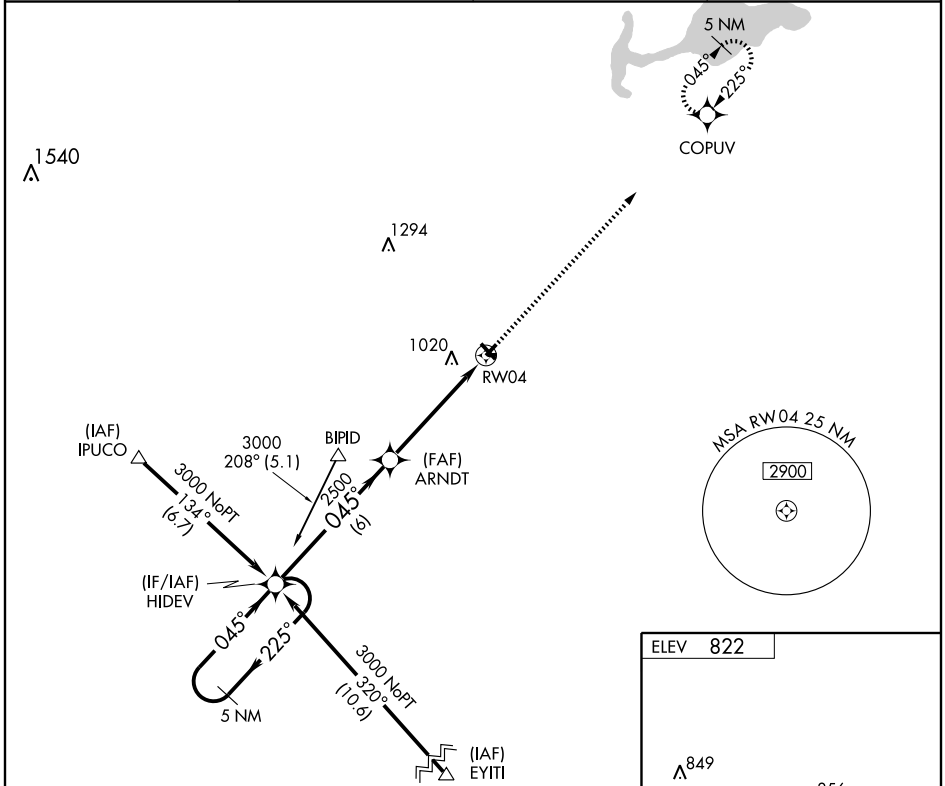 5 NM
045°
225°
COPUV
1540
1294
1020
RW04
(IAF)
IPUCO
3000 NoPT
134°
(6.7)
3000
208° (5.1)
BIPID
2500
045°
(6)
(FAF)
ARNDT
MSA RW04 25 NM
2900
(IF/IAF)
HIDEV
045°
225°
5 NM
3000 NoPT
320°
(10.6)
(IAF)
EYITI
ELEV 822
849